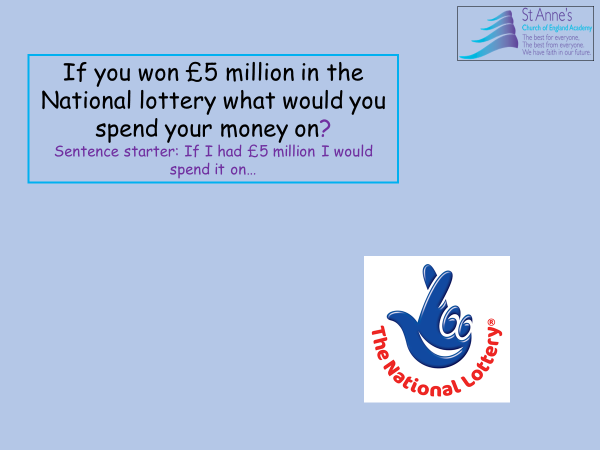 St Anne's
Church of England Academy
The best for everyone.
The best from everyone.
We have faith in our future.
If you won £5 million in the
National lottery what would you
spend your money on?
Sentence starter: If I had £5 million I would
spend it on…
The National Lottery®